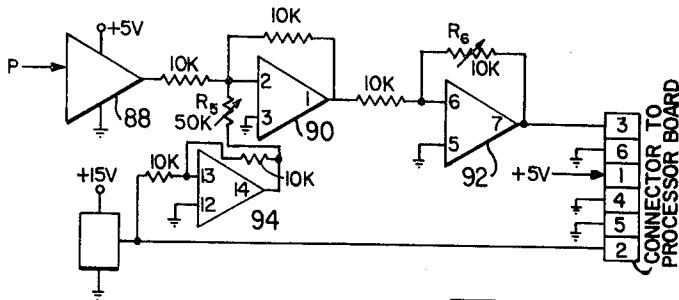 10K
+5V
P
10K
2
R5
50K
3
1
88
90
10K
R6
10K
6
5
7
92
3
6
+5V
1
4
5
2
CONNECTOR TO
PROCESSOR BOARD
+15V
10K
13
12
14
10K
94